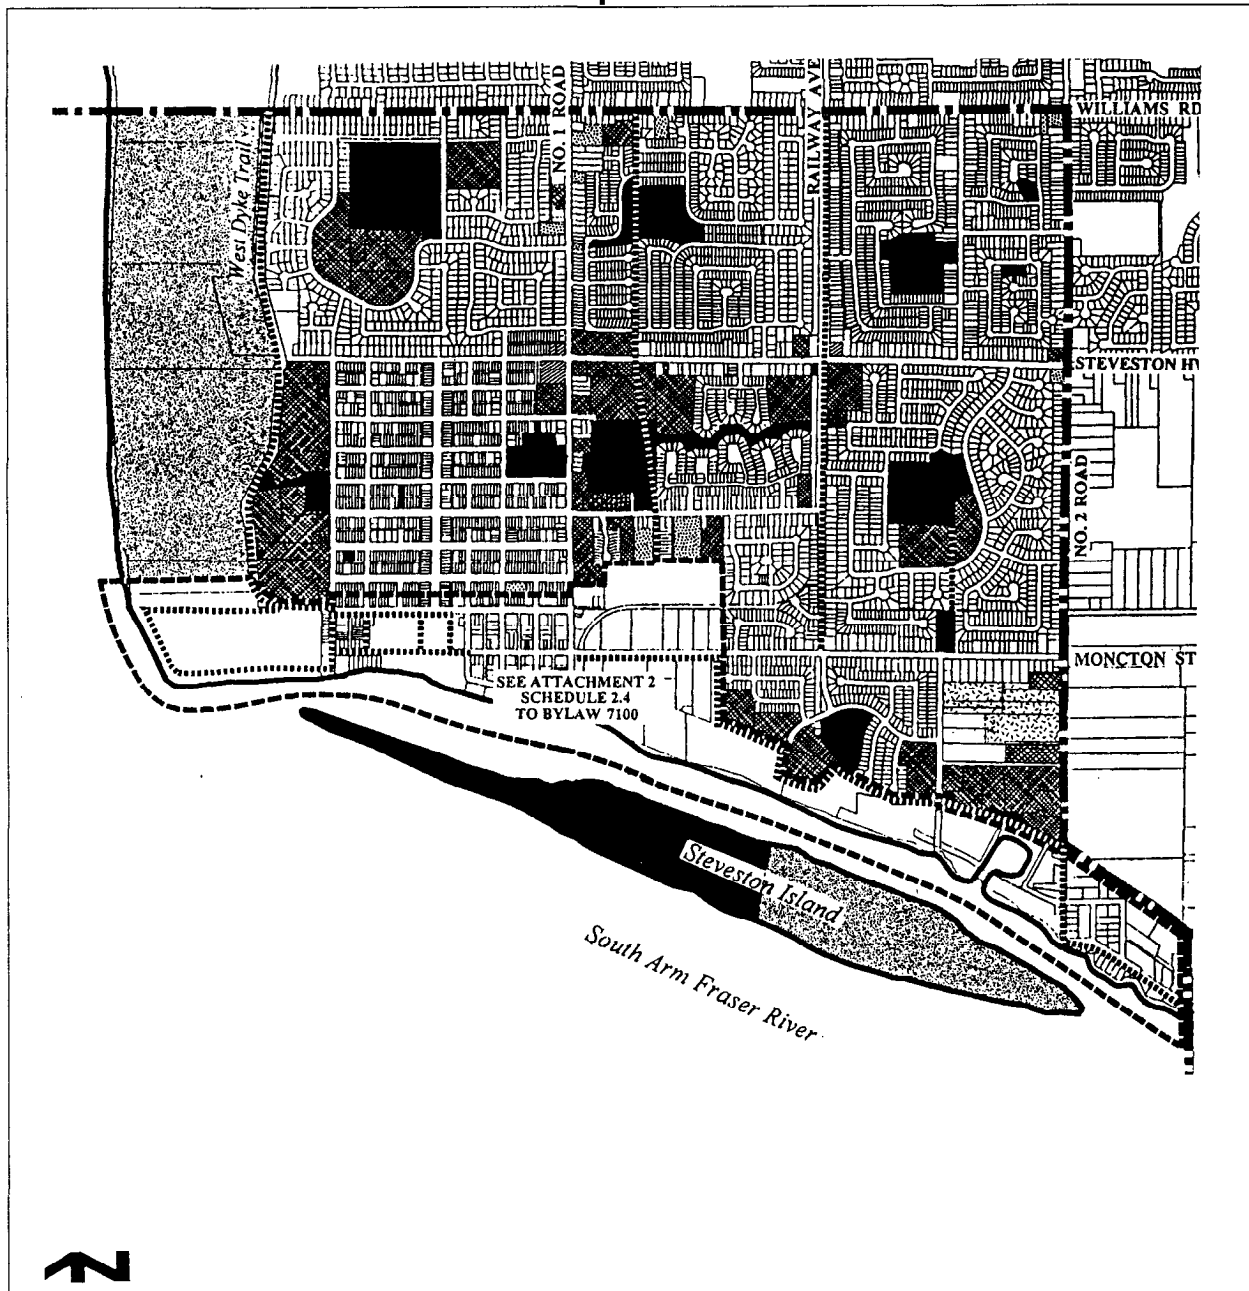 WILLIAMS RD
NO. 1 ROAD
RAILWAY AVE
West Dyke Trail
STEVESTON HW
NO. 2 ROAD
MONCTON ST
SEE ATTACHMENT 2
SCHEDULE 2.4
TO BYLAW 7100
Steveston Island
South Arm Fraser River